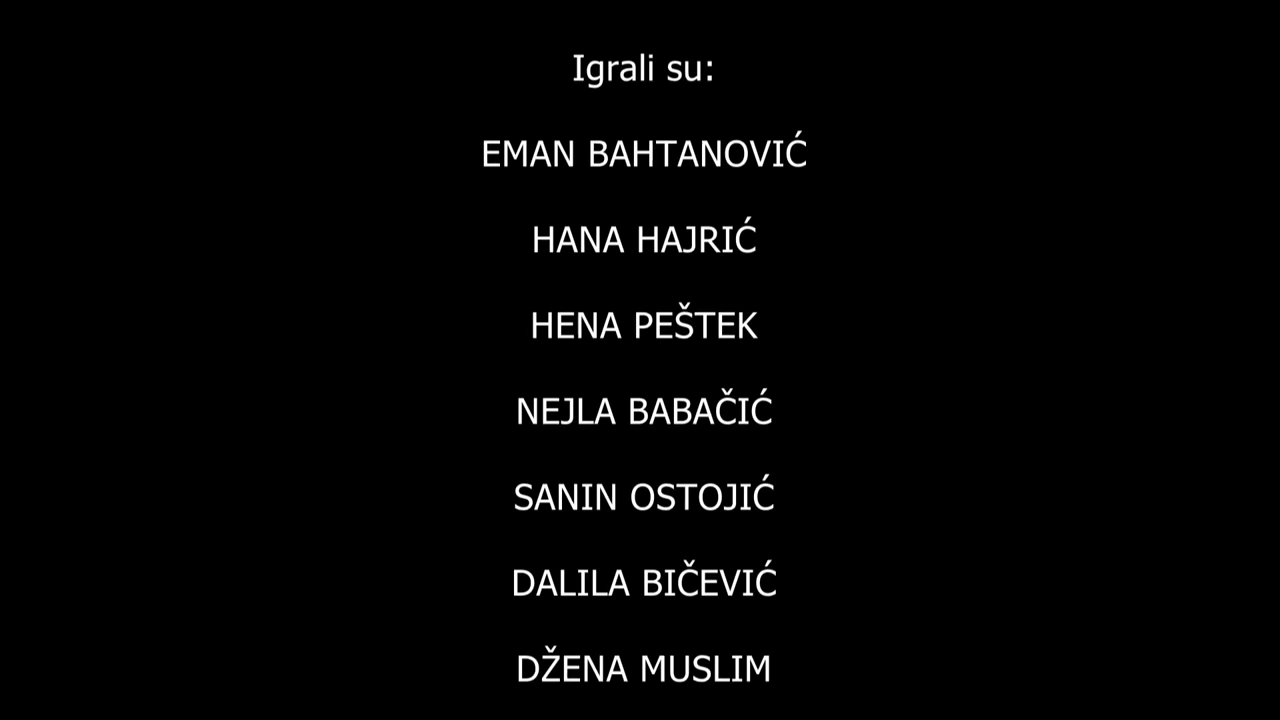 Igrali su:
EMAN BAHTANOVIĆ
HANA HAJRIĆ
HENA PEŠTEK
NEJLA BABAČIĆ
SANIN OSTOJIĆ
DALILA BIČEVIĆ
DŽENA MUSLIM